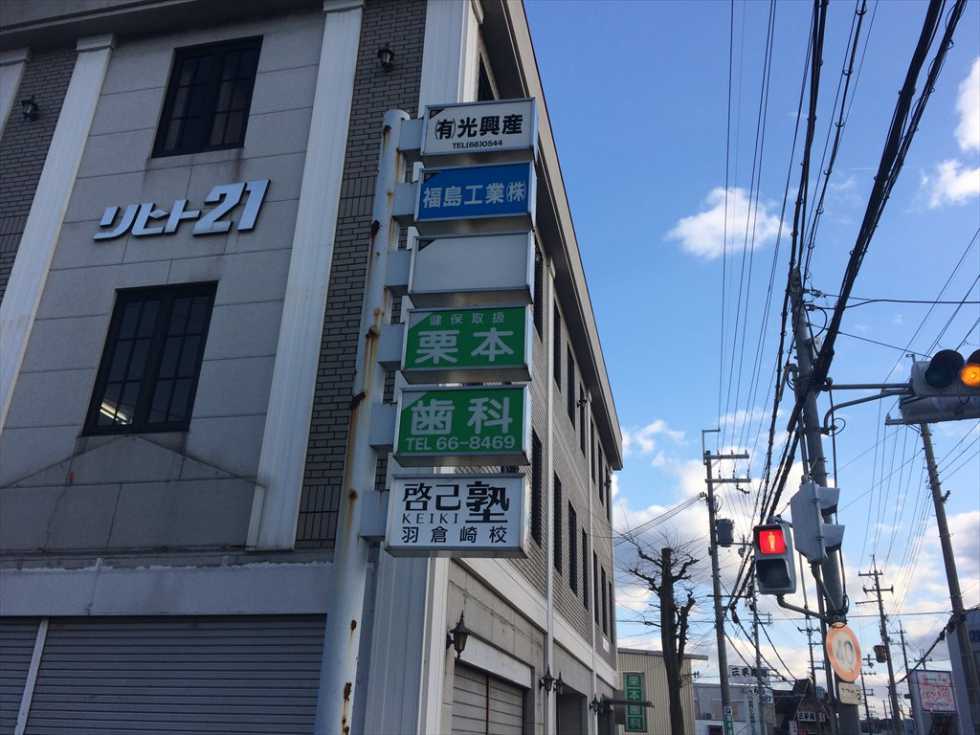 リヒト21
㈲光興産
TEL(66)0544
福島工業㈱
健保取扱
栗本
歯科
TEL 66-8469
啓己塾
KEIKI
羽倉崎校
40